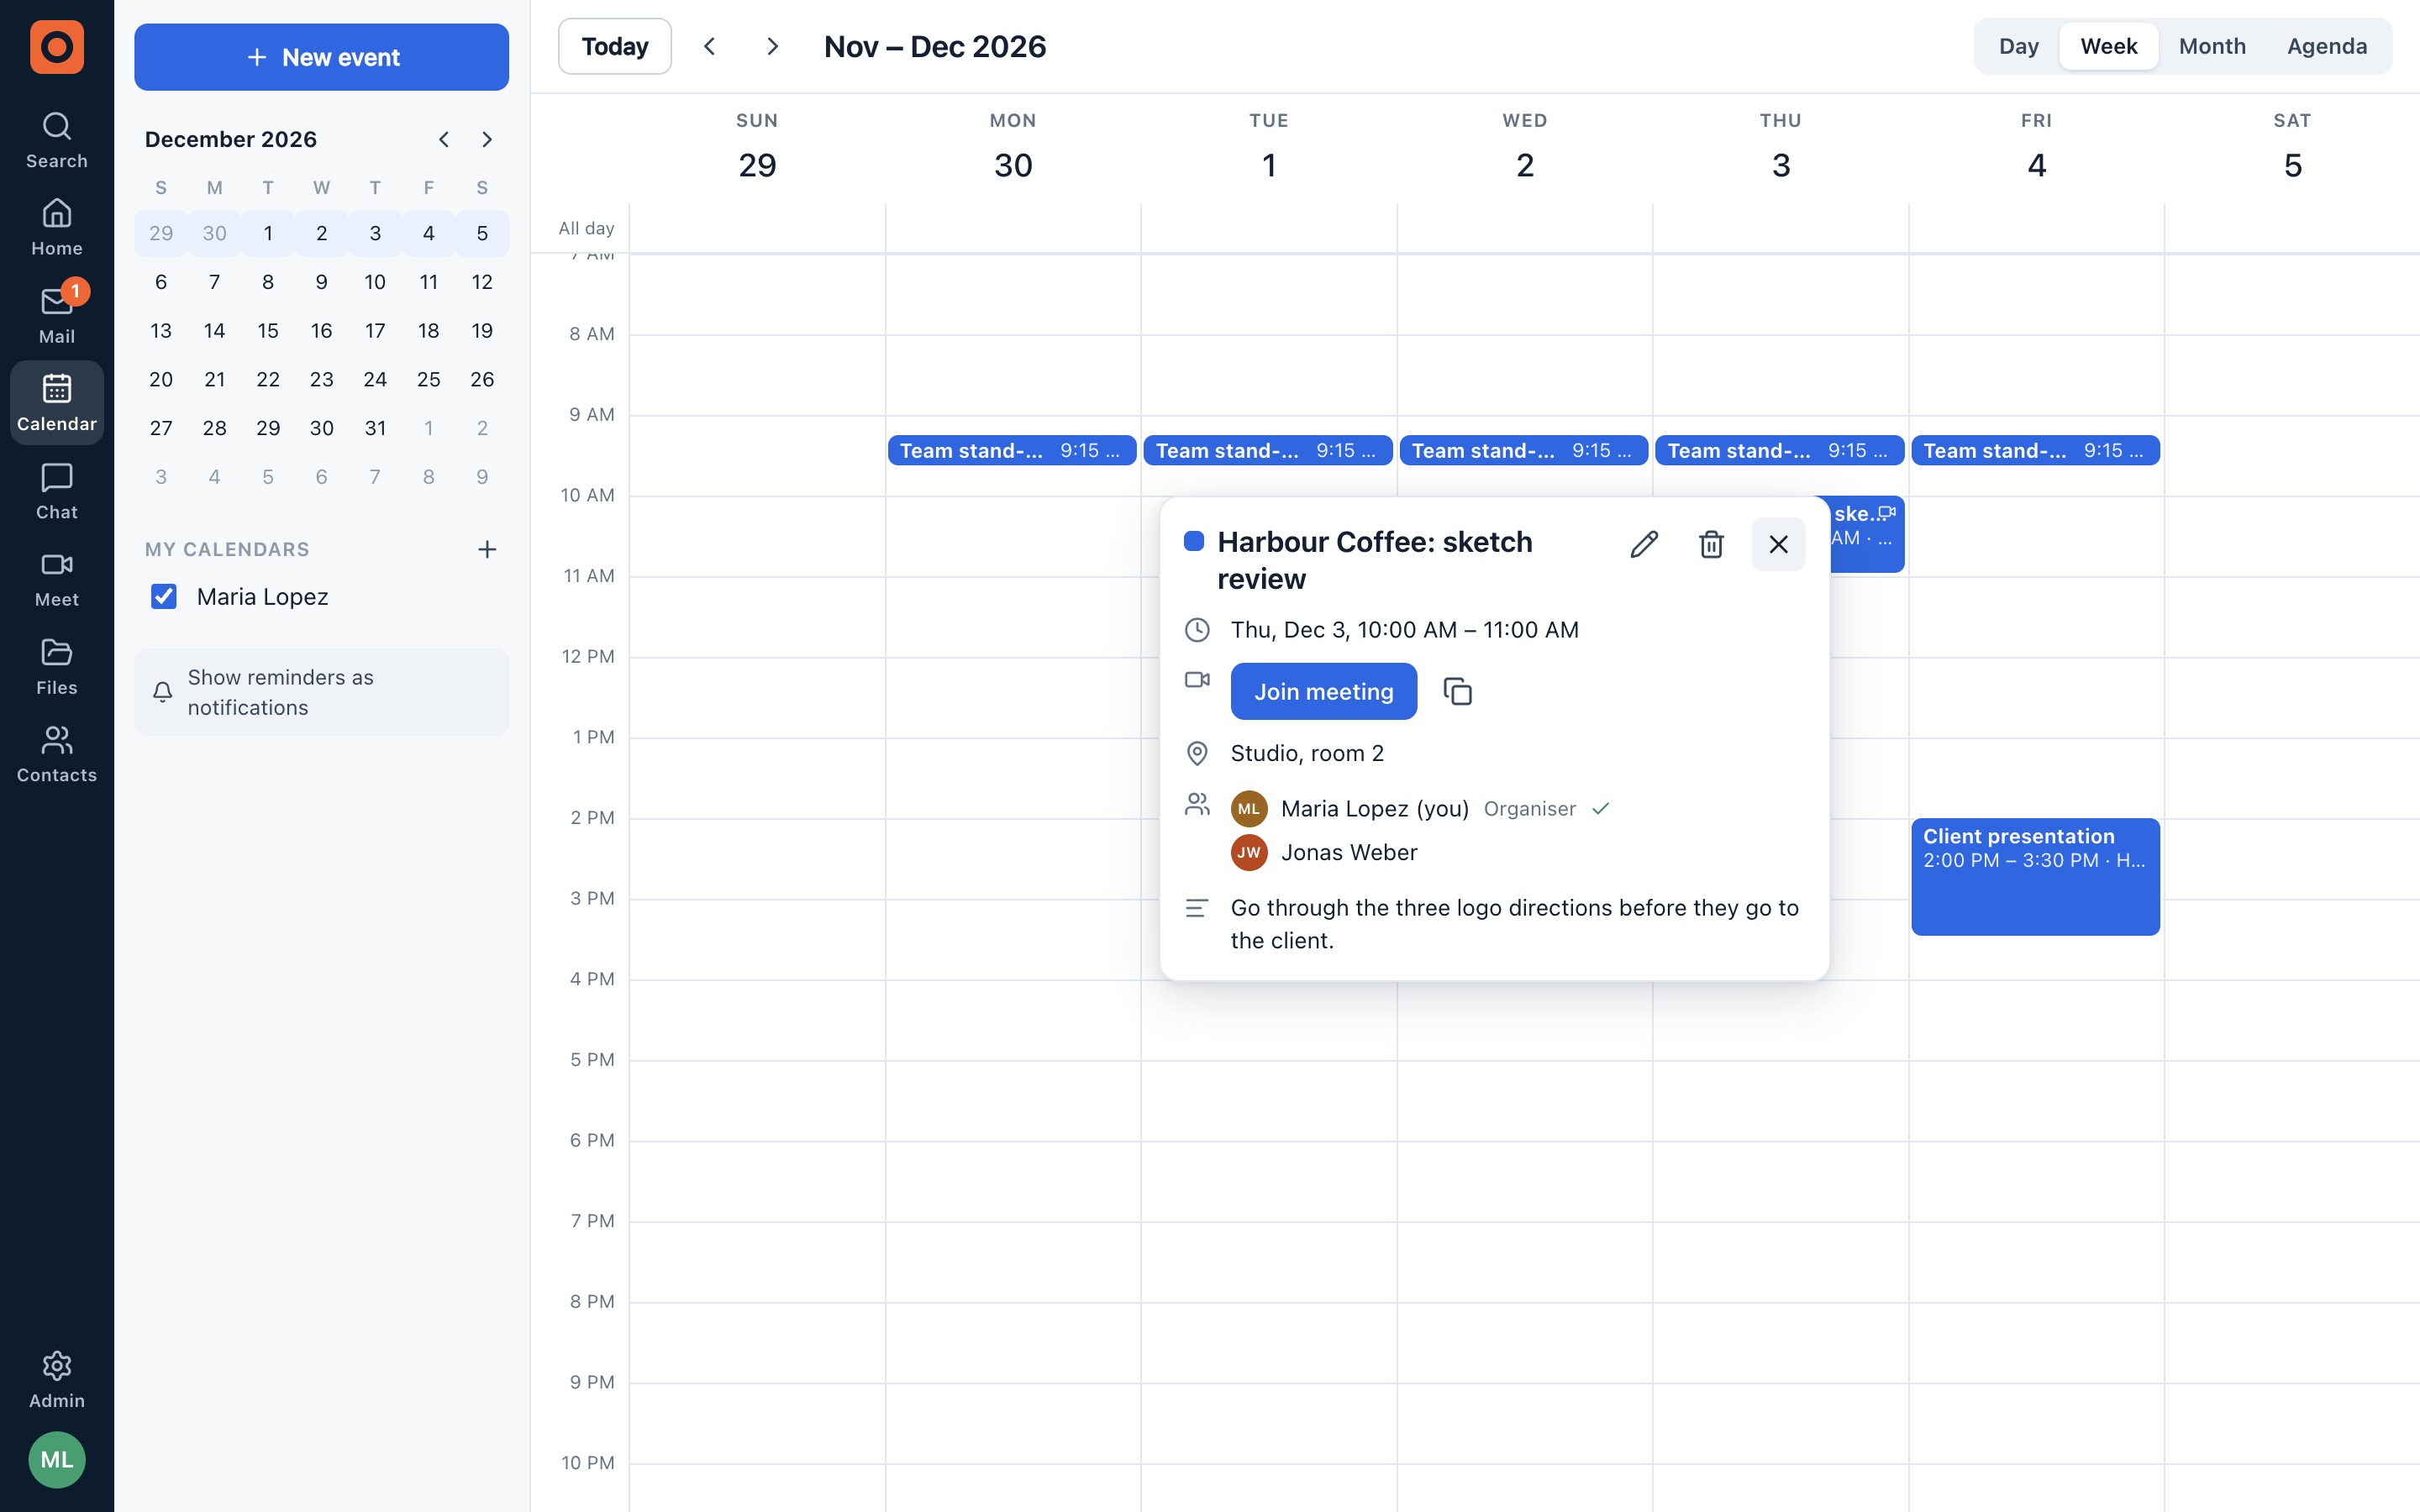 Search
Home
1
Mail
Calendar
Chat
Meet
Files
Contacts
Admin
ML
New event
December 2026
S M T W T F S
29 30 1 2 3 4 5
6 7 8 9 10 11 12
13 14 15 16 17 18 19
20 21 22 23 24 25 26
27 28 29 30 31 1 2
3 4 5 6 7 8 9
MY CALENDARS
Maria Lopez
Show reminders as
notifications
Today
Nov – Dec 2026
Day Week Month Agenda
SUN MON TUE WED THU FRI SAT
29 30 1 2 3 4 5
All day
7 AM
8 AM
9 AM
Team stand-... 9:15 ... Team stand-... 9:15 ... Team stand-... 9:15 ... Team stand-... 9:15 ... Team stand-... 9:15 ...
10 AM
ske...
AM · ...
11 AM
12 PM
1 PM
2 PM
3 PM
4 PM
5 PM
6 PM
7 PM
8 PM
9 PM
10 PM
Harbour Coffee: sketch
review
Thu, Dec 3, 10:00 AM – 11:00 AM
Join meeting
Studio, room 2
ML Maria Lopez (you) Organiser
JW Jonas Weber
Go through the three logo directions before they go to
the client.
Client presentation
2:00 PM – 3:30 PM · H...